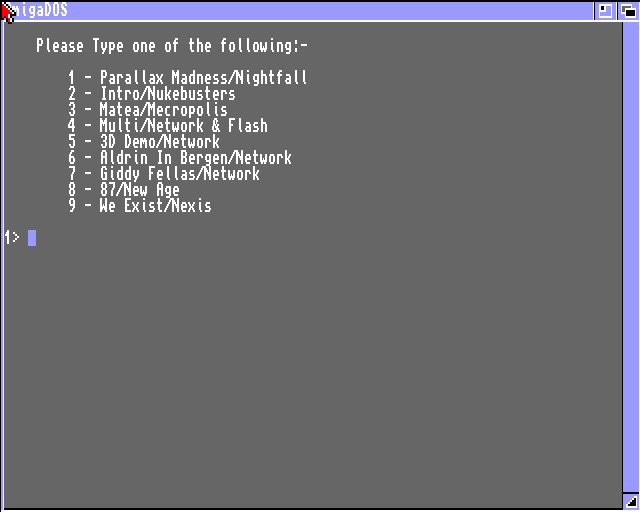 AmigaDOS
Please Type one of the following:-
1 - Parallax Madness/Nightfall
2 - Intro/Nukebusters
3 - Matea/Mecropolis
4 - Multi/Network & Flash
5 - 3D Demo/Network
6 - Aldrin In Bergen/Network
7 - Giddy Fellas/Network
8 - 87/New Age
9 - We Exist/Nexis
1>